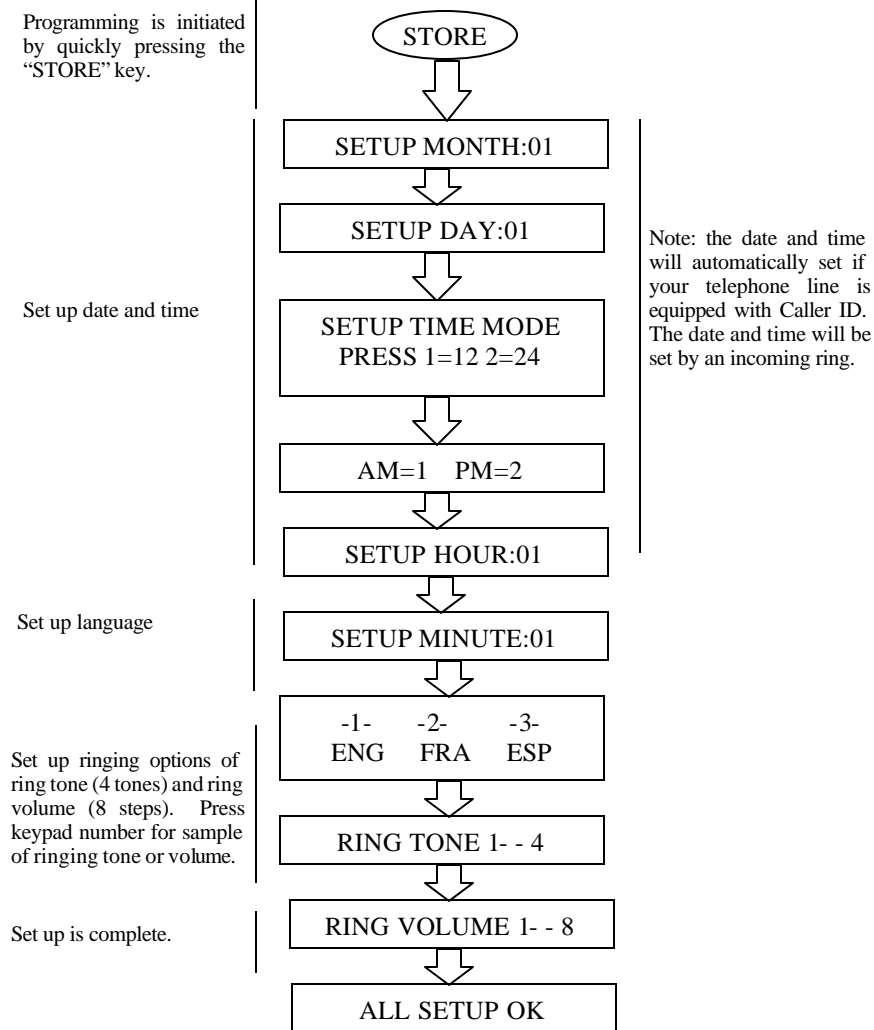 Programming is initiated
by quickly pressing the
“STORE” key.
STORE
SETUP MONTH:01
SETUP DAY:01
Set up date and time
SETUP TIME MODE
PRESS 1=12 2=24
Note: the date and time
will automatically set if
your telephone line is
equipped with Caller ID.
The date and time will be
set by an incoming ring.
AM=1 PM=2
SETUP HOUR:01
Set up language
SETUP MINUTE:01
-1- -2- -3-
ENG FRA ESP
Set up ringing options of
ring tone (4 tones) and ring
volume (8 steps). Press
keypad number for sample
of ringing tone or volume.
RING TONE 1- - 4
RING VOLUME 1- - 8
Set up is complete.
ALL SETUP OK